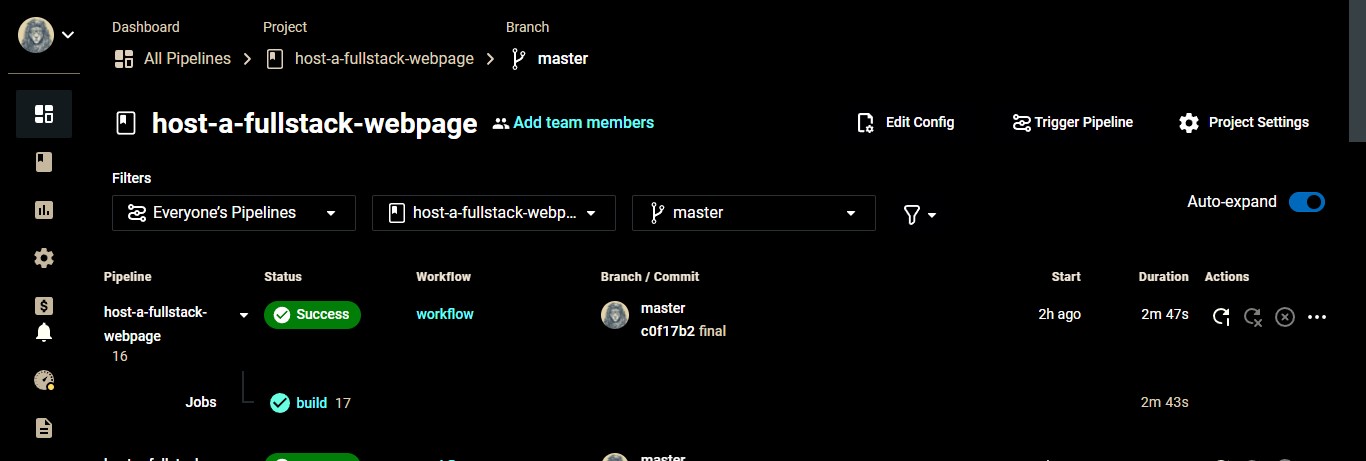 Dashboard Project Branch
All Pipelines host-a-fullstack-webpage master
host-a-fullstack-webpage Add team members Edit Config Trigger Pipeline Project Settings
Filters
Everyone's Pipelines host-a-fullstack-webp... master Auto-expand
Pipeline Status Workflow Branch / Commit Start Duration Actions
host-a-fullstack- Success workflow master 2h ago 2m 47s
webpage c0f17b2 final
16
Jobs build 17 2m 43s
master